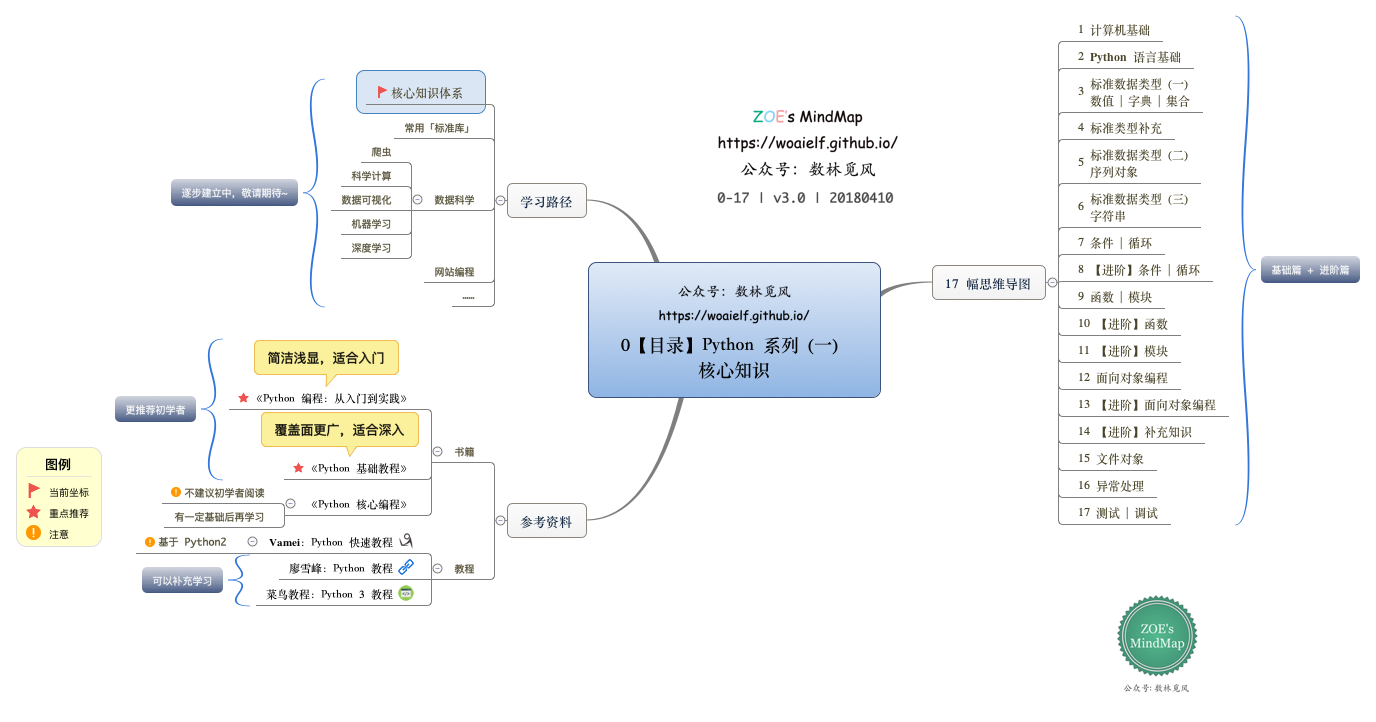 ZOE's MindMap
https://woaielf.github.io/
公众号：数林觅风
0-17 | v3.0 | 20180410
公众号：数林觅风
https://woaielf.github.io/
0【目录】Python 系列（一）
核心知识
学习路径
核心知识体系
常用「标准库」
数据科学
爬虫
科学计算
数据可视化
机器学习
深度学习
网站编程
......
逐步建立中，敬请期待~
参考资料
书籍
简洁浅显，适合入门
《Python 编程：从入门到实践》
覆盖面更广，适合深入
《Python 基础教程》
更推荐初学者
《Python 核心编程》
不建议初学者阅读
有一定基础后再学习
教程
Vamei：Python 快速教程
基于 Python2
廖雪峰：Python 教程
菜鸟教程：Python 3 教程
可以补充学习
图例
当前坐标
重点推荐
注意
17 幅思维导图
1 计算机基础
2 Python 语言基础
3 标准数据类型（一）
数值 | 字典 | 集合
4 标准类型补充
5 标准数据类型（二）
序列对象
6 标准数据类型（三）
字符串
7 条件 | 循环
8 【进阶】条件 | 循环
9 函数 | 模块
10 【进阶】函数
11 【进阶】模块
12 面向对象编程
13 【进阶】面向对象编程
14 【进阶】补充知识
15 文件对象
16 异常处理
17 测试 | 调试
基础篇 + 进阶篇
ZOE's
MindMap
公众号: 数林觅风